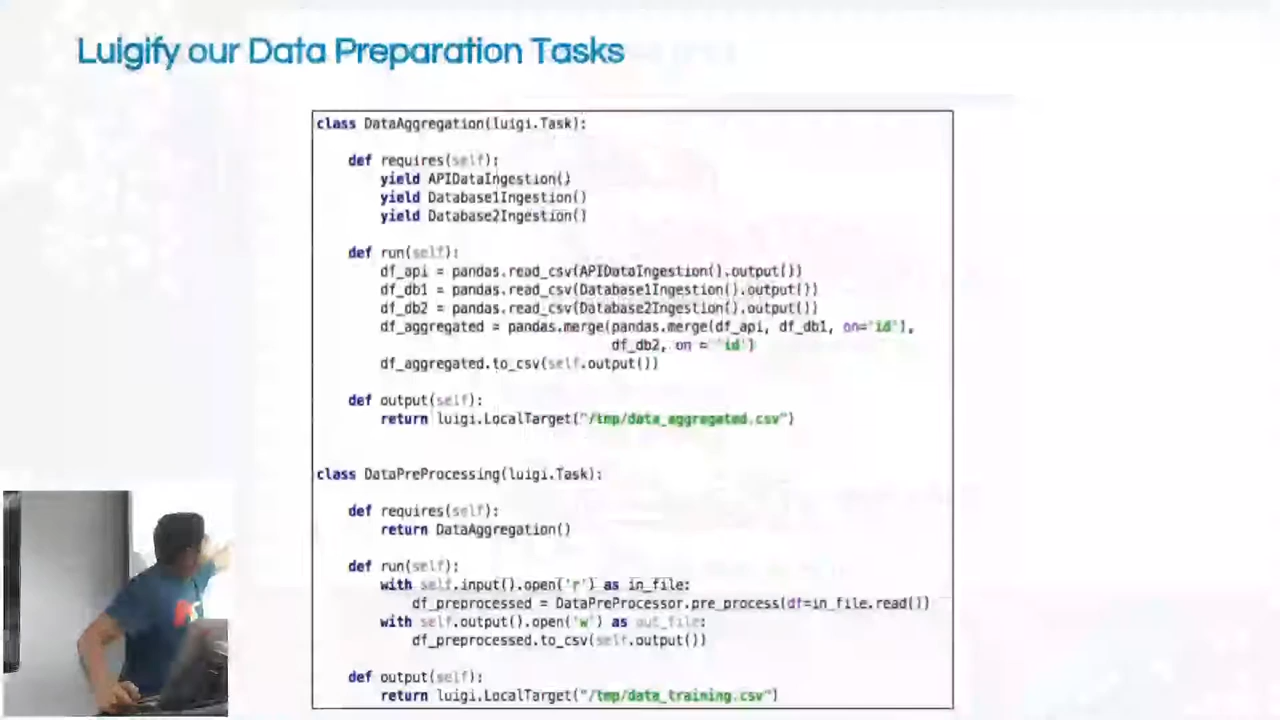 Luigify our Data Preparation Tasks
class DataAggregation(luigi.Task):
def requires(self):
yield APIDataIngestion()
yield Database1Ingestion()
yield Database2Ingestion()
def run(self):
df_api = pandas.read_csv(APIDataIngestion().output())
df_db1 = pandas.read_csv(Database1Ingestion().output())
df_db2 = pandas.read_csv(Database2Ingestion().output())
df_aggregated = pandas.merge(pandas.merge(df_api, df_db1, on='id'),
df_db2, on = 'id')
df_aggregated.to_csv(self.output())
def output(self):
return luigi.LocalTarget("/tmp/data_aggregated.csv")
class DataPreProcessing(luigi.Task):
def requires(self):
return DataAggregation()
def run(self):
with self.input().open('r') as in_file:
df_preprocessed = DataPreProcessor.pre_process(df=in_file.read())
with self.output().open('w') as out_file:
df_preprocessed.to_csv(self.output())
def output(self):
return luigi.LocalTarget("/tmp/data_training.csv")